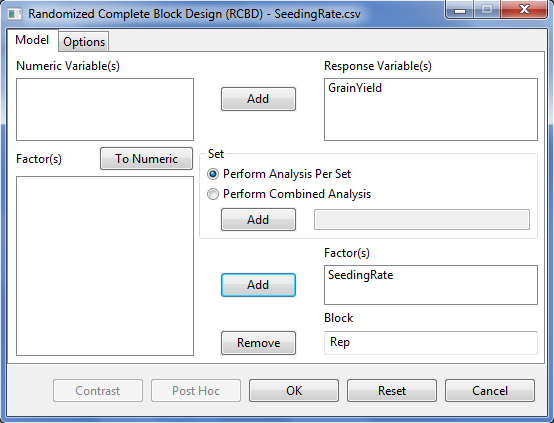 Randomized Complete Block Design (RCBD) - SeedingRate.csv
Model Options
Numeric Variable(s)
Response Variable(s)
Add
GrainYield
Factor(s)
To Numeric
Set
Perform Analysis Per Set
Perform Combined Analysis
Add
Factor(s)
Add
SeedingRate
Block
Remove
Rep
Contrast Post Hoc OK Reset Cancel